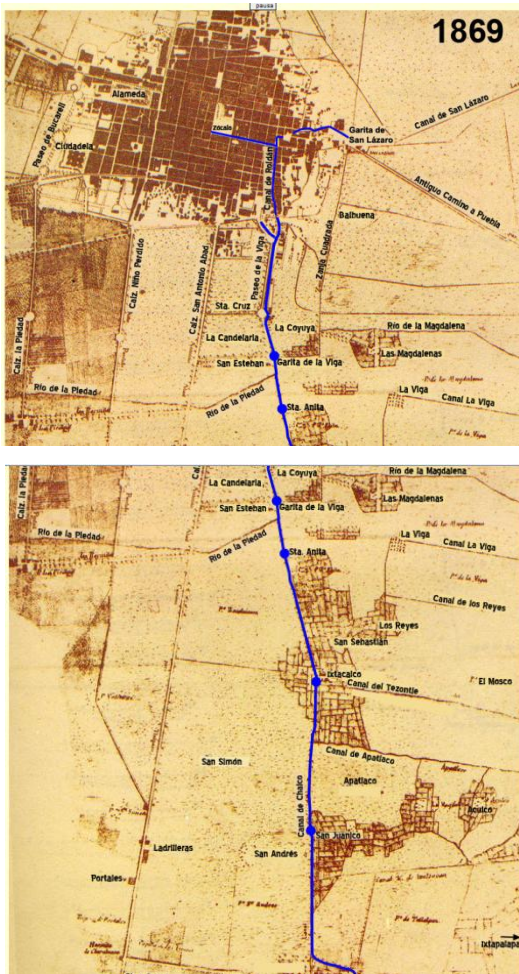 [ pausa ]
1869
Canal de San Lázaro
Alameda
Paseo de Bucareli
zócalo
Garita de
San Lázaro
Ciudadela
Canal de Roldán
Antiguo Camino a Puebla
Balbuena
Zanja Cuadrada
Calz. la Piedad
Calz. Niño Perdido
Calz. San Antonio Abad
Paseo de la Viga
Sta. Cruz
La Coyuya
La Candelaria
Río de la Magdalena
San Esteban
Garita de la Viga
Las Magdalenas
Río de la Piedad
Río de la Piedad
La Viga
Canal La Viga
Sta. Anita
Calz. la Piedad
La Coyuya
Río de la Magdalena
La Candelaria
San Esteban
Garita de la Viga
Las Magdalenas
Río de la Piedad
Río de la Piedad
La Viga
Canal La Viga
Sta. Anita
Canal de los Reyes
Los Reyes
San Sebastián
Ixtacalco
Canal del Tezontle
El Mosco
Canal de Apatlaco
San Simón
Apatlaco
Canal de Chalco
Aculco
San Juanico
Ladrilleras
San Andrés
Portales
Ixtapalapa